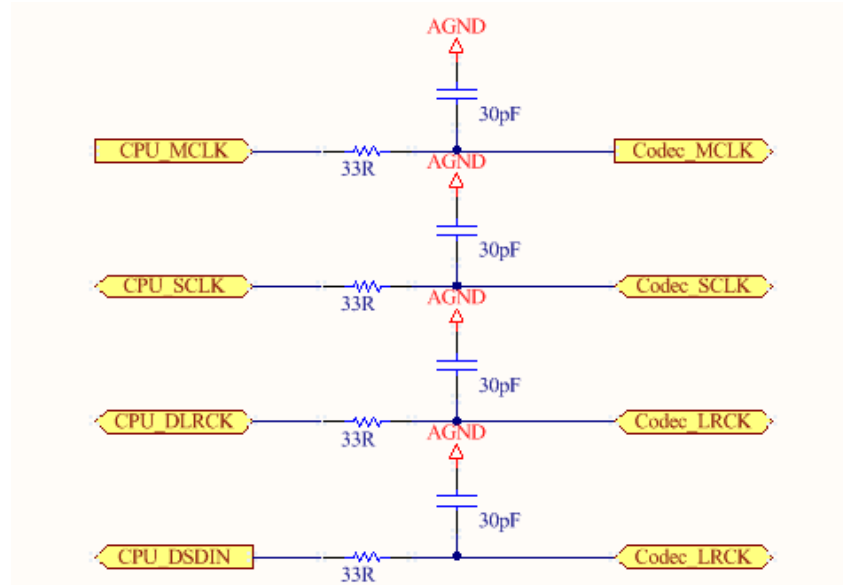 AGND
30pF
CPU_MCLK
Codec_MCLK
33R
AGND
30pF
CPU_SCLK
Codec_SCLK
33R
AGND
30pF
CPU_DLRCK
Codec_LRCK
33R
AGND
30pF
CPU_DSDIN
Codec_LRCK
33R